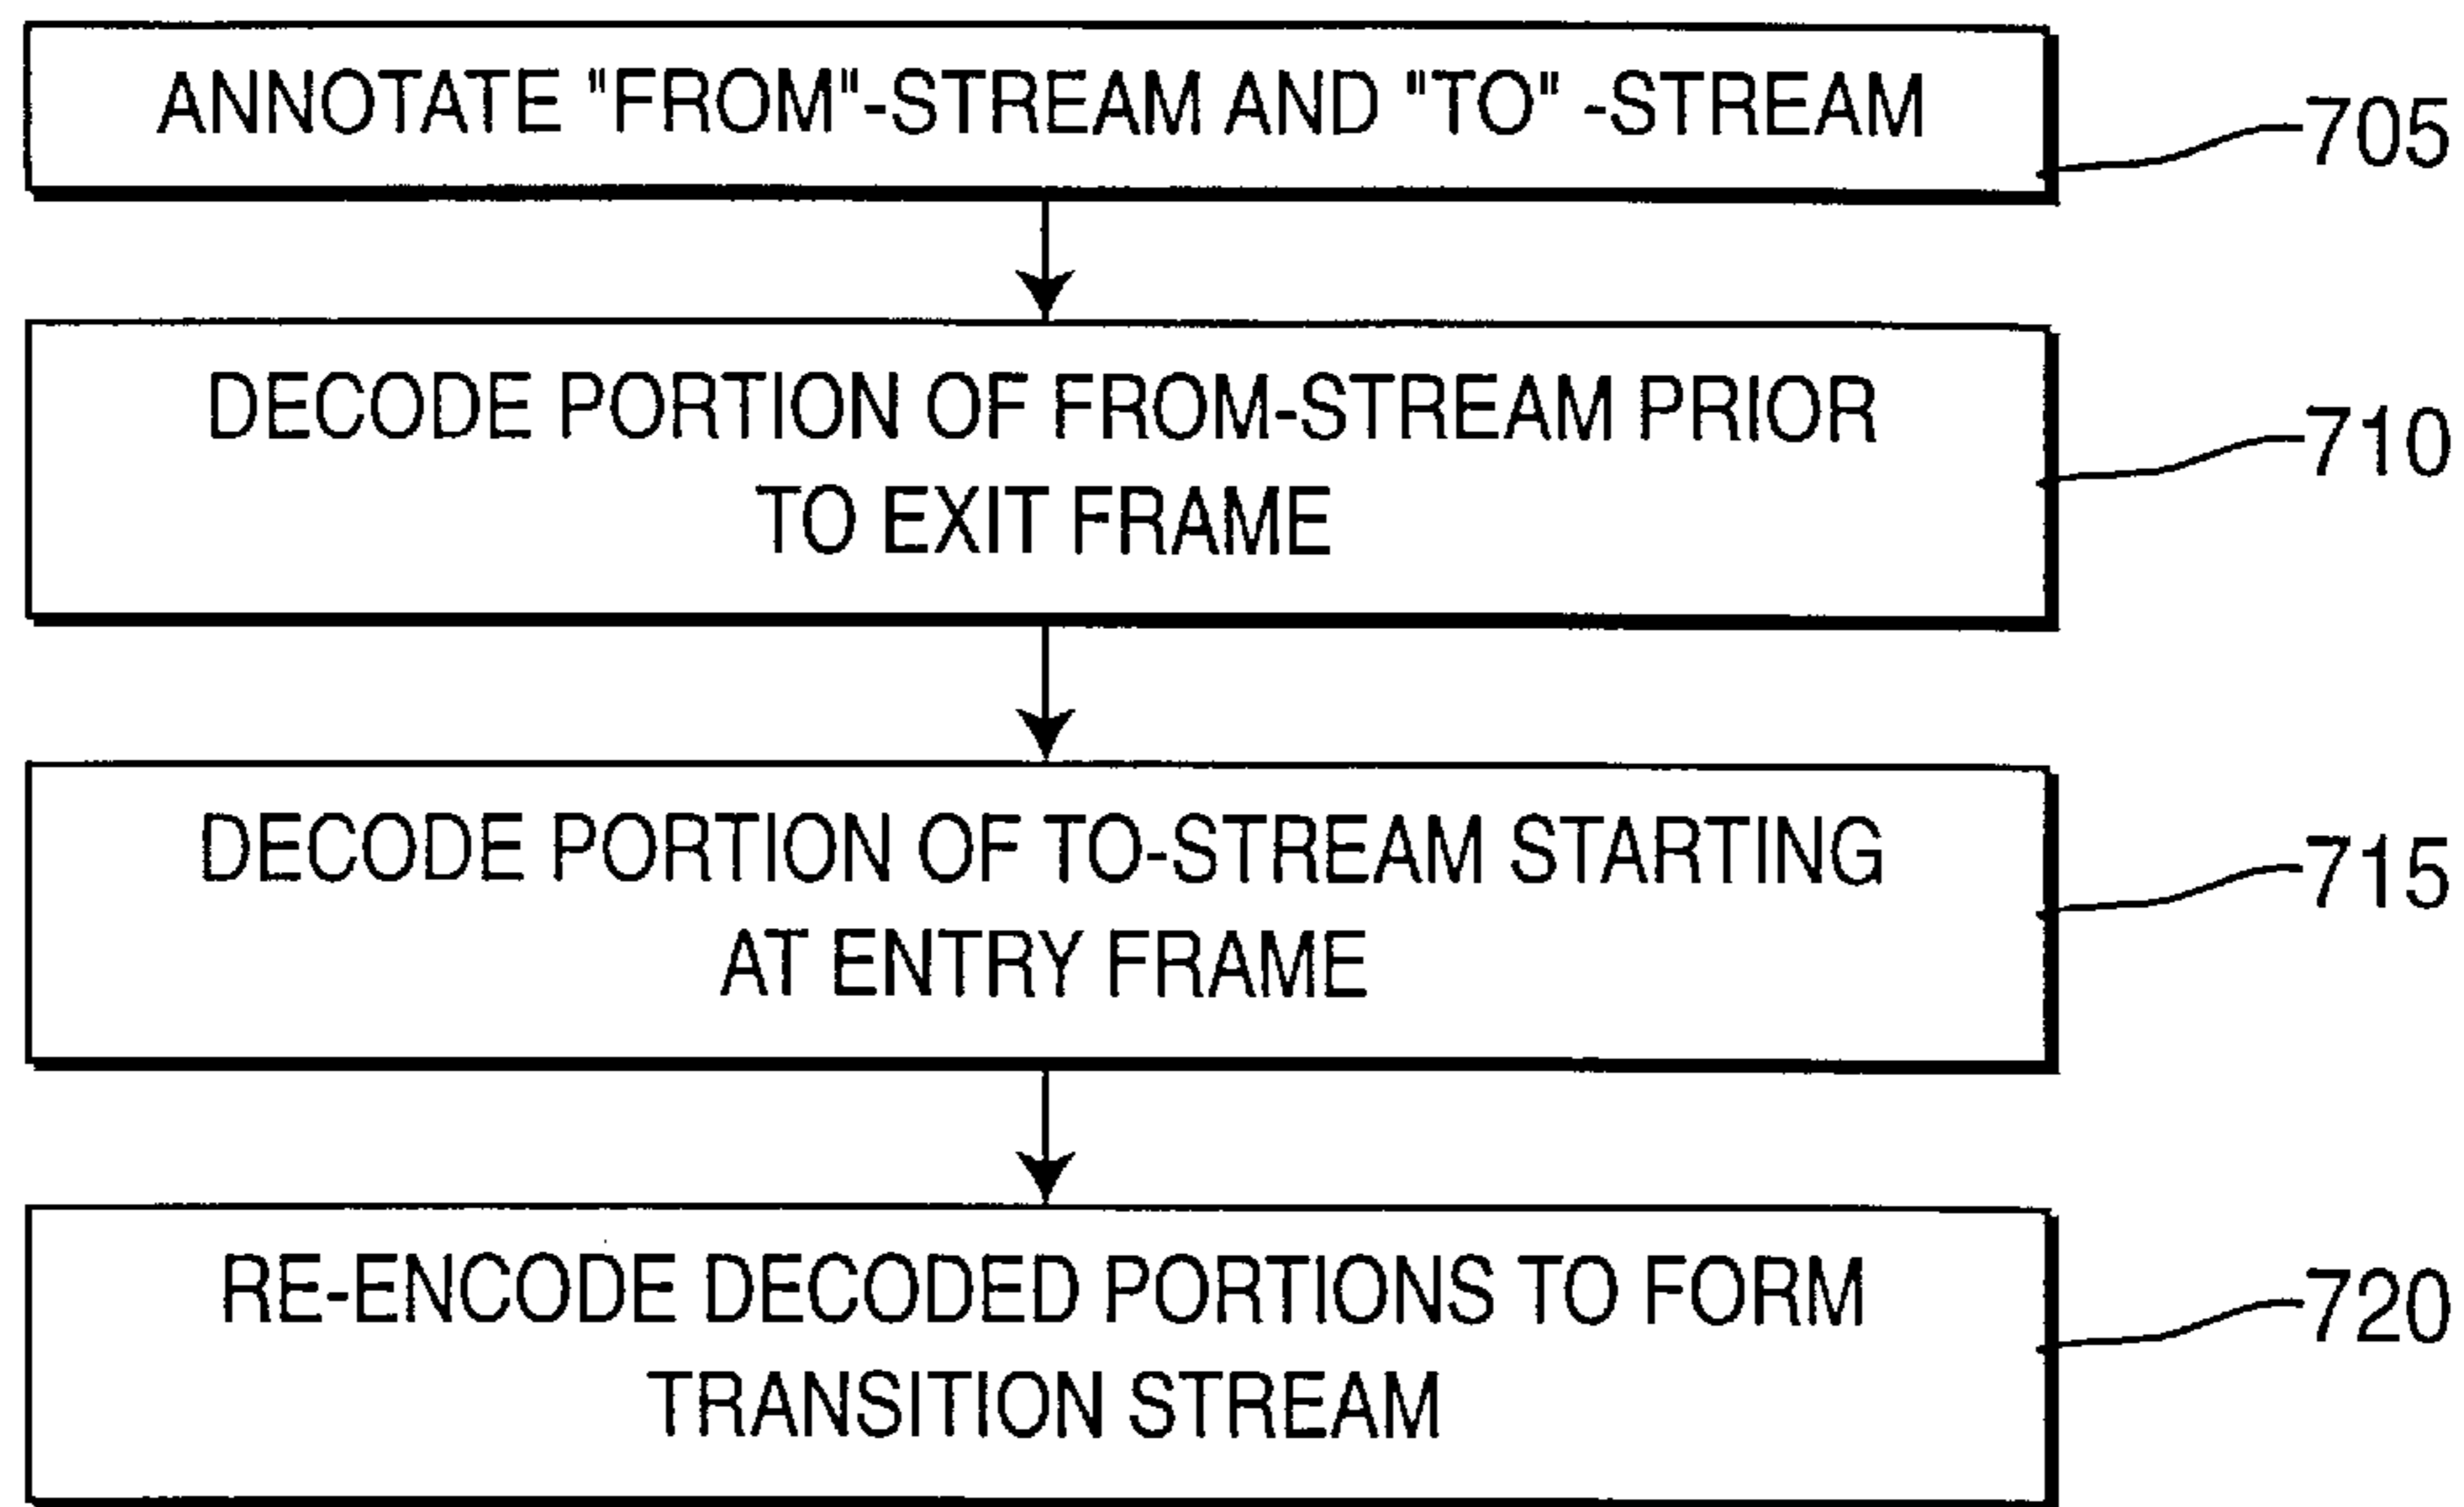 ANNOTATE "FROM"-STREAM AND "TO" -STREAM
705
DECODE PORTION OF FROM-STREAM PRIOR
TO EXIT FRAME
710
DECODE PORTION OF TO-STREAM STARTING
AT ENTRY FRAME
715
RE-ENCODE DECODED PORTIONS TO FORM
TRANSITION STREAM
720